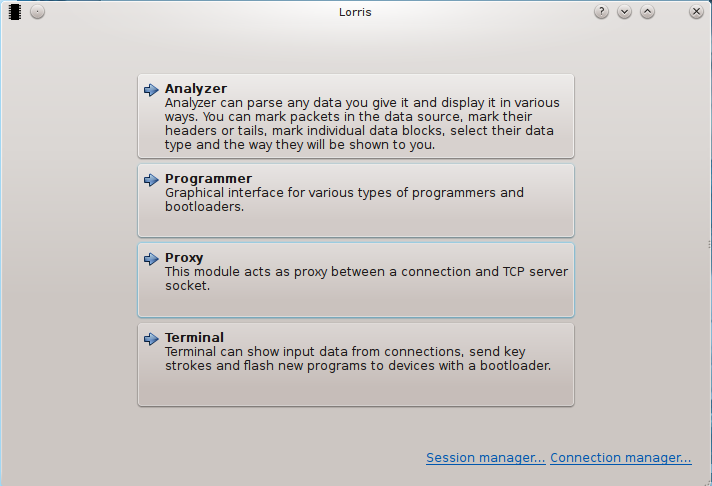 Lorris
Analyzer
Analyzer can parse any data you give it and display it in various
ways. You can mark packets in the data source, mark their
headers or tails, mark individual data blocks, select their data
type and the way they will be shown to you.
Programmer
Graphical interface for various types of programmers and
bootloaders.
Proxy
This module acts as proxy between a connection and TCP server
socket.
Terminal
Terminal can show input data from connections, send key
strokes and flash new programs to devices with a bootloader.
Session manager... Connection manager...